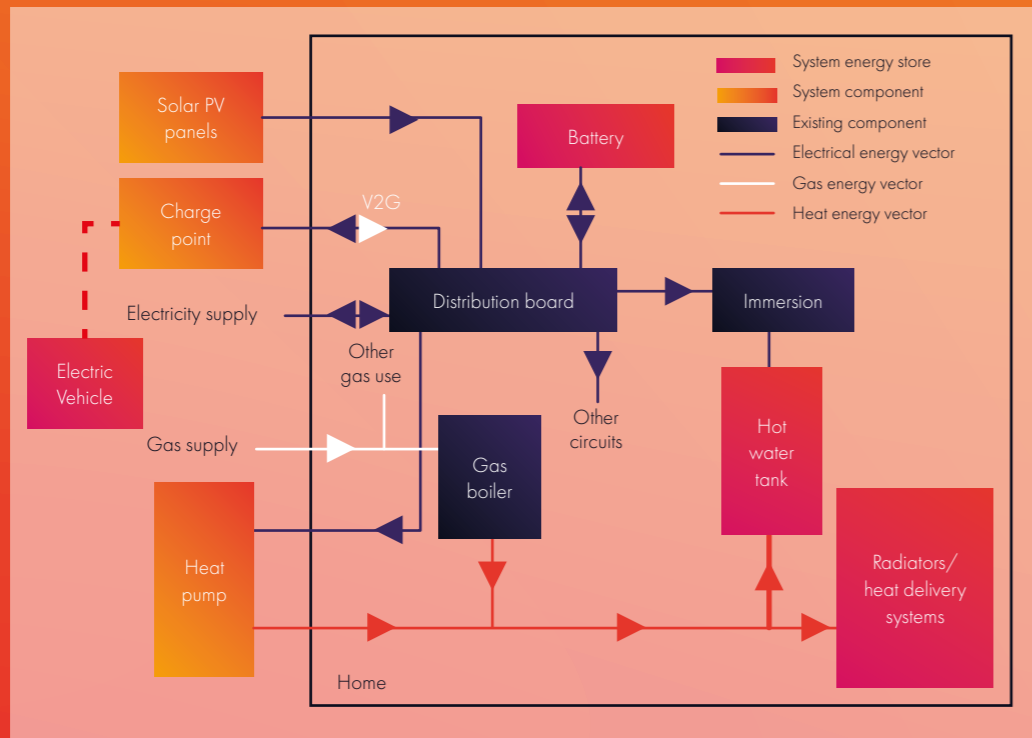 Solar PV
panels
Charge
point
V2G
Electricity supply
Electric
Vehicle
Gas supply
Heat
pump
Other
gas use
Battery
Distribution board
Immersion
Other
circuits
Gas
boiler
Hot
water
tank
Radiators/
heat delivery
systems
Home
System energy store
System component
Existing component
Electrical energy vector
Gas energy vector
Heat energy vector